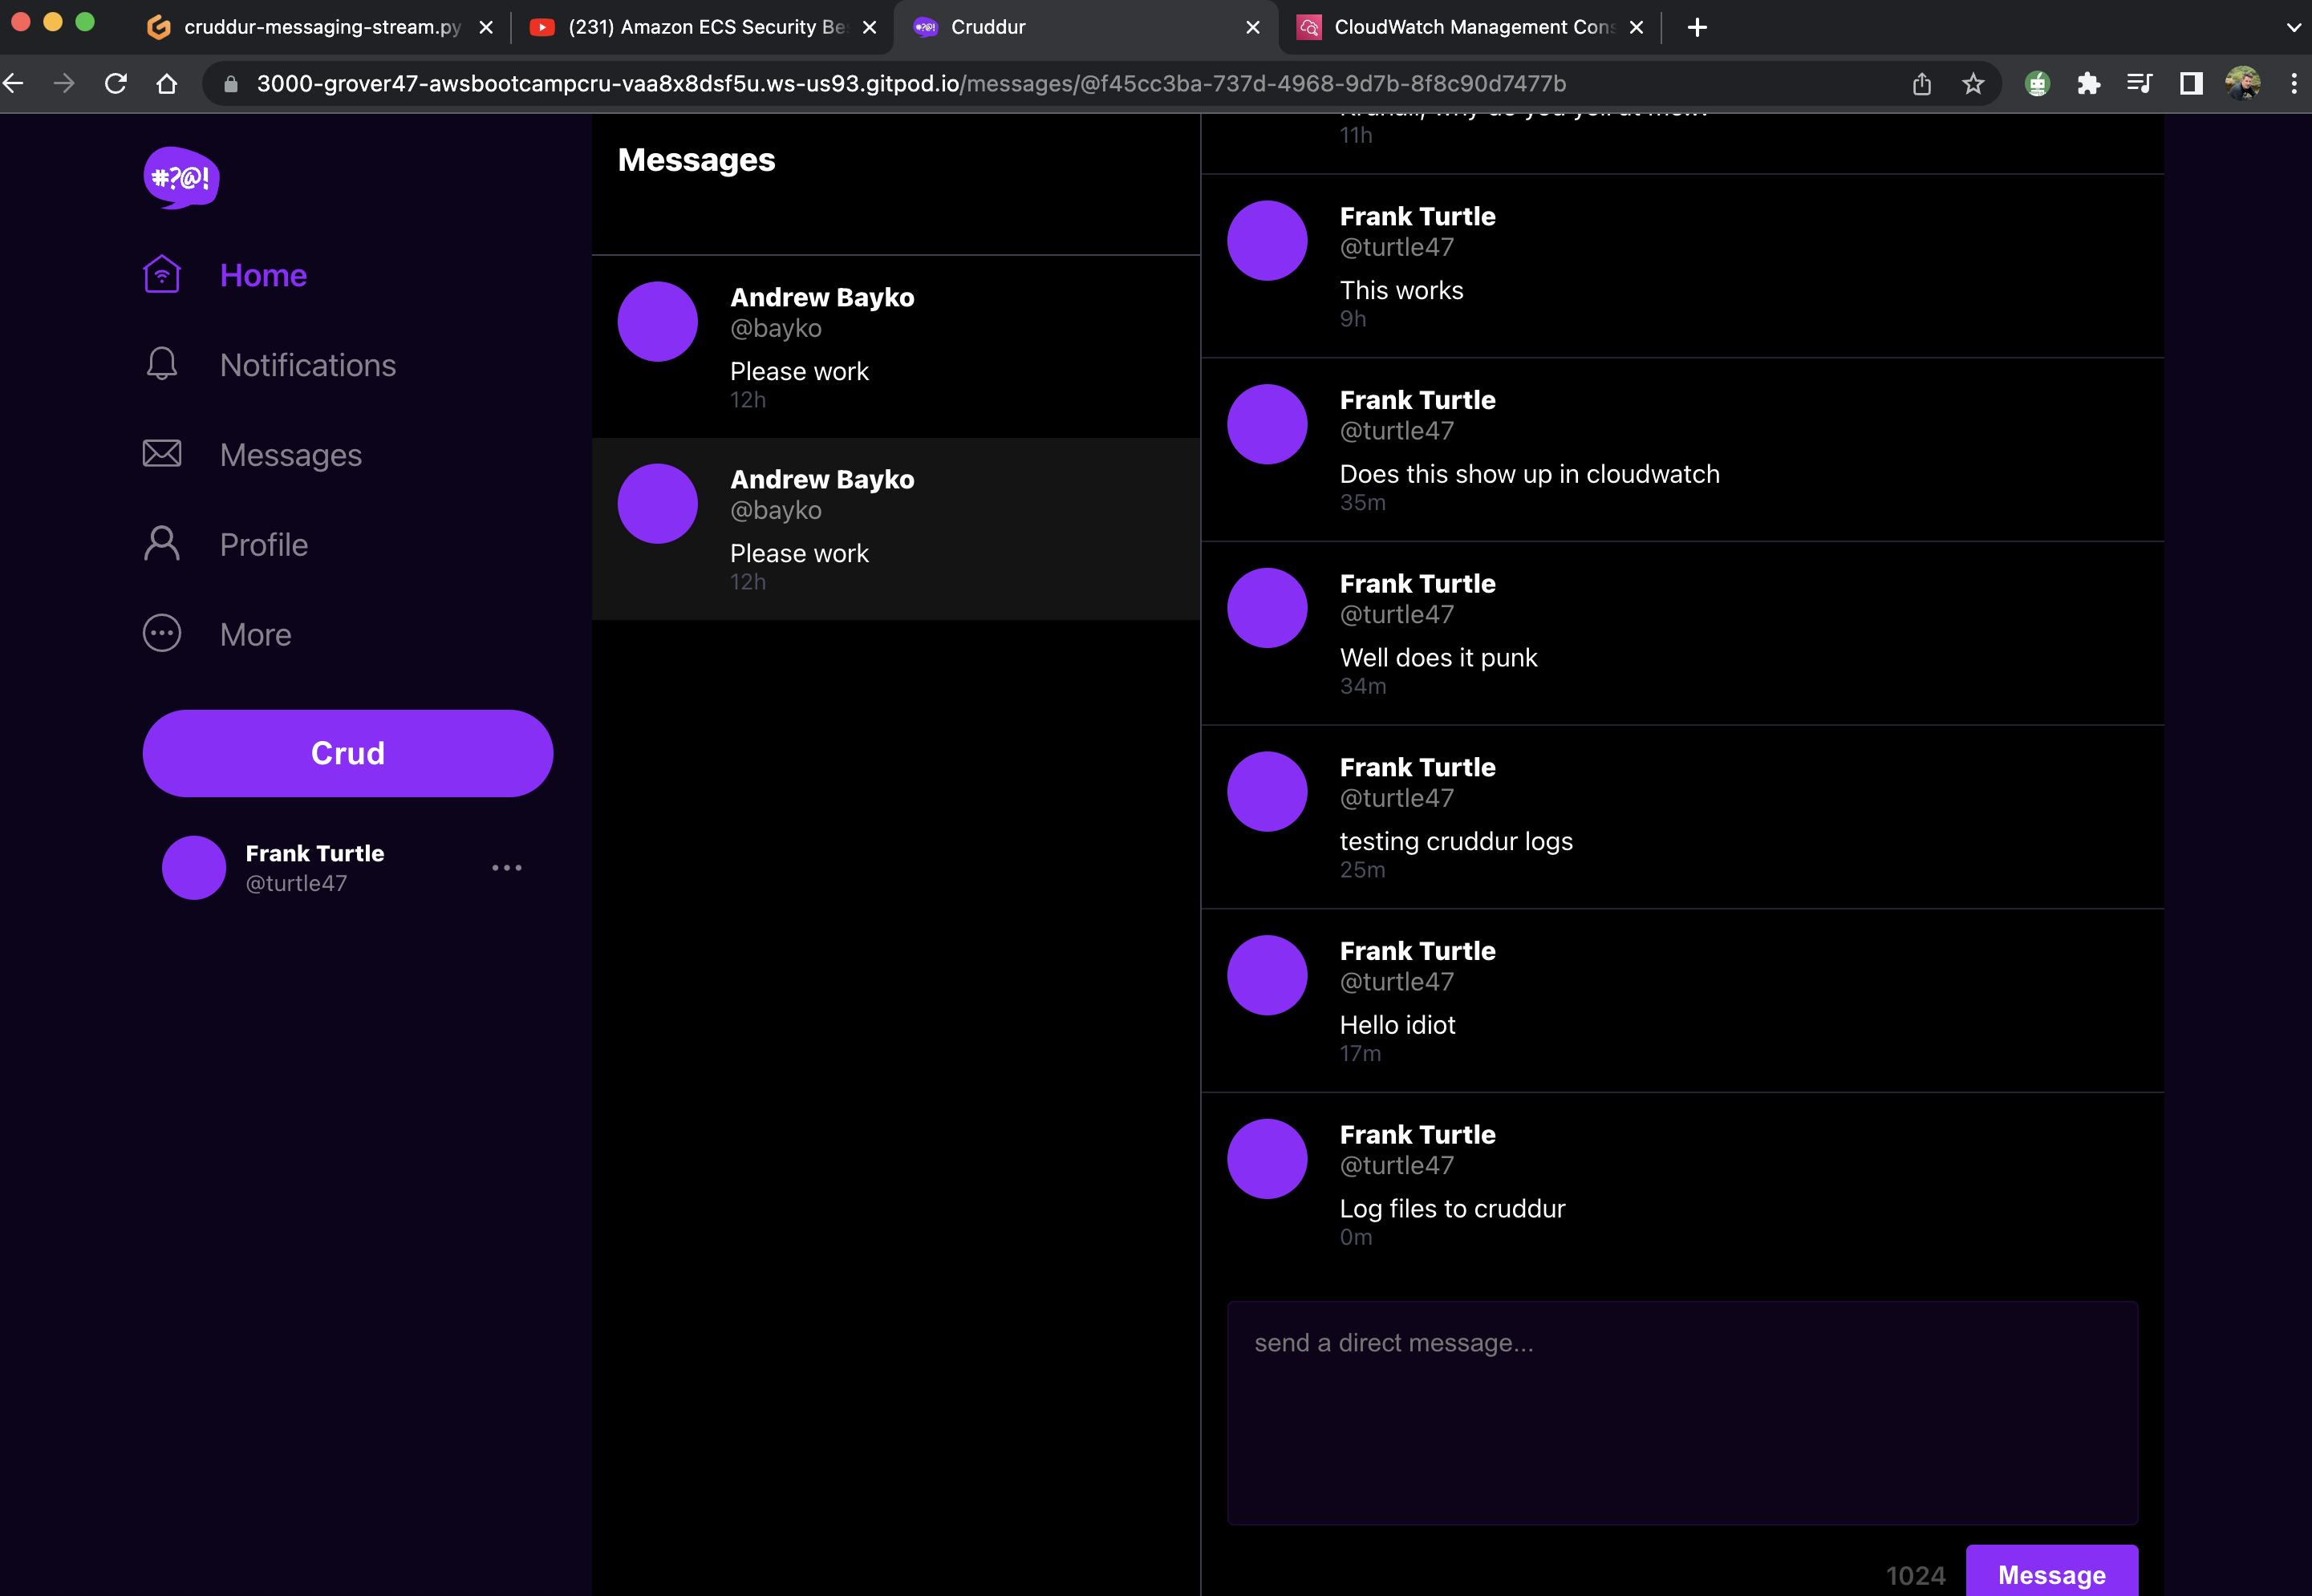 cruddur-messaging-stream.py
(231) Amazon ECS Security Be
Cruddur
CloudWatch Management Cons
3000-grover47-awsbootcampcru-vaa8x8dsf5u.ws-us93.gitpod.io/messages/@f45cc3ba-737d-4968-9d7b-8f8c90d7477b
#?@!
Home
Notifications
Messages
Profile
More
Crud
Frank Turtle
@turtle47
Messages
Andrew Bayko
@bayko
Please work
12h
Andrew Bayko
@bayko
Please work
12h
11h
Frank Turtle
@turtle47
This works
9h
Frank Turtle
@turtle47
Does this show up in cloudwatch
35m
Frank Turtle
@turtle47
Well does it punk
34m
Frank Turtle
@turtle47
testing cruddur logs
25m
Frank Turtle
@turtle47
Hello idiot
17m
Frank Turtle
@turtle47
Log files to cruddur
0m
send a direct message...
1024
Message